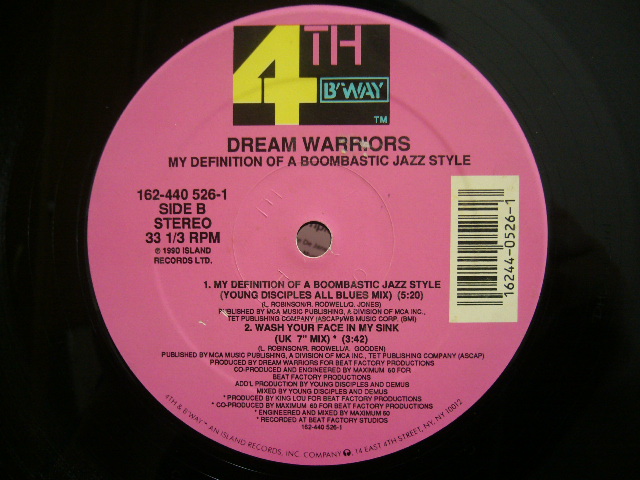 4TH
B'WAY
TM
DREAM WARRIORS
MY DEFINITION OF A BOOMBASTIC JAZZ STYLE
162-440 526-1
SIDE B
STEREO
33 1/3 RPM
℗ 1990 ISLAND
RECORDS LTD.
16244-0526-1
1. MY DEFINITION OF A BOOMBASTIC JAZZ STYLE
(YOUNG DISCIPLES ALL BLUES MIX) (5:20)
(L. ROBINSON/R. RODWELL/Q. JONES)
PUBLISHED BY MCA MUSIC PUBLISHING, A DIVISION OF MCA INC.,
TET PUBLISHING COMPANY (ASCAP)/WB MUSIC CORP. (BMI)
2. WASH YOUR FACE IN MY SINK
(UK 7" MIX) * (3:42)
(L. ROBINSON/R. RODWELL/A. GOODEN)
PUBLISHED BY MCA MUSIC PUBLISHING, A DIVISION OF MCA INC., TET PUBLISHING COMPANY (ASCAP)
PRODUCED BY DREAM WARRIORS FOR BEAT FACTORY PRODUCTIONS
CO-PRODUCED AND ENGINEERED BY MAXIMUM 60 FOR
BEAT FACTORY PRODUCTIONS
ADD'L PRODUCTION BY YOUNG DISCIPLES AND DEMUS
MIXED BY YOUNG DISCIPLES AND DEMUS
*PRODUCED BY KING LOU FOR BEAT FACTORY PRODUCTIONS
* CO-PRODUCED BY MAXIMUM 60 FOR BEAT FACTORY PRODUCTIONS
* ENGINEERED AND MIXED BY MAXIMUM 60
* RECORDED AT BEAT FACTORY STUDIOS
162-440 526-1
4TH & B'WAY ™ AN ISLAND RECORDS, INC. COMPANY, 14 EAST 4TH STREET, NY, NY 10012